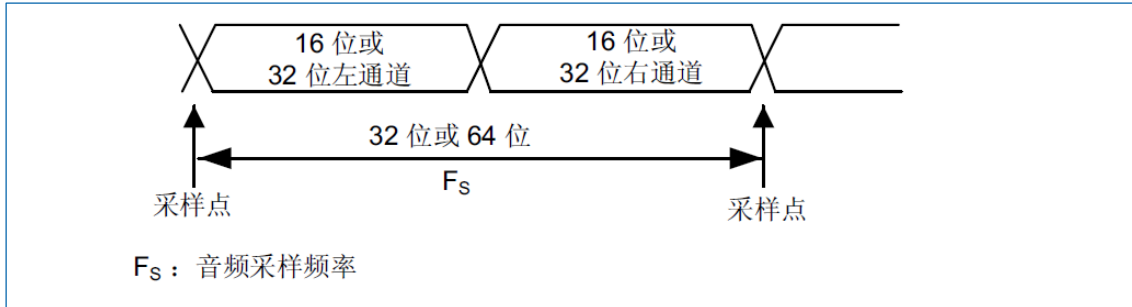 16 位或
32 位左通道
16 位或
32 位右通道
32 位或 64 位
FS
采样点
采样点
FS：音频采样频率